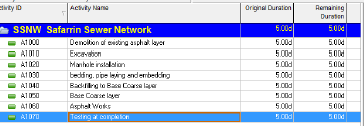 Activity ID Activity Name Original Duration Remaining Duration
SSNW Safarrin Sewer Network 5.00d 5.00d
A1000 Demolition of existing asphalt layer 5.00d 5.00d
A1010 Excavation 5.00d 5.00d
A1020 Manhole installation 5.00d 5.00d
A1030 bedding, pipe laying and embedding 5.00d 5.00d
A1040 Backfilling to Base Coarse layer 5.00d 5.00d
A1050 Base Coarse layer 5.00d 5.00d
A1060 Asphalt Works 5.00d 5.00d
A1070 Testing at completion 5.00d 5.00d